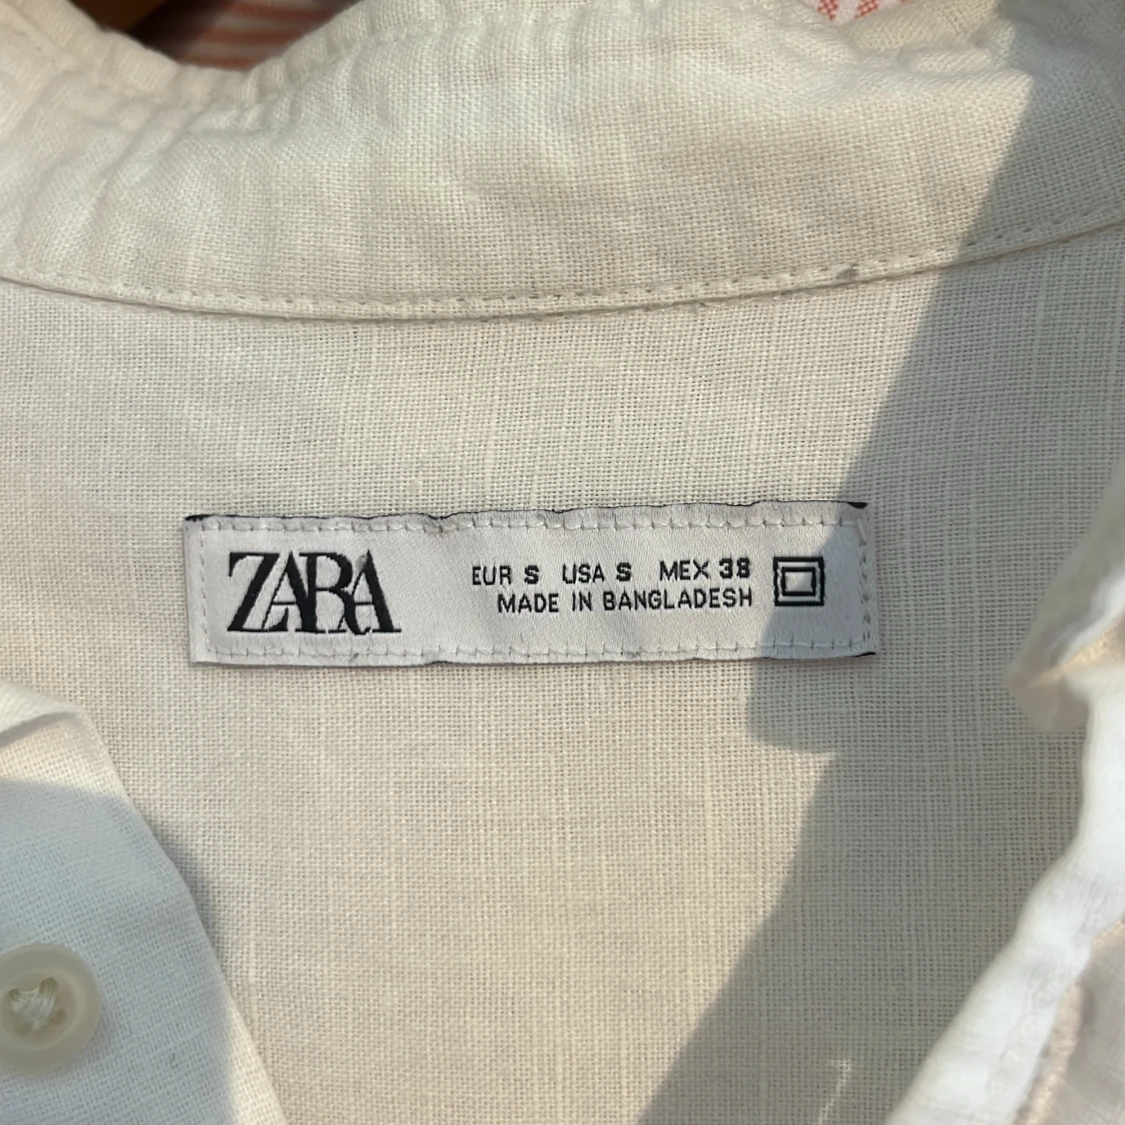 ZARA
EUR S USA S MEX 38
MADE IN BANGLADESH